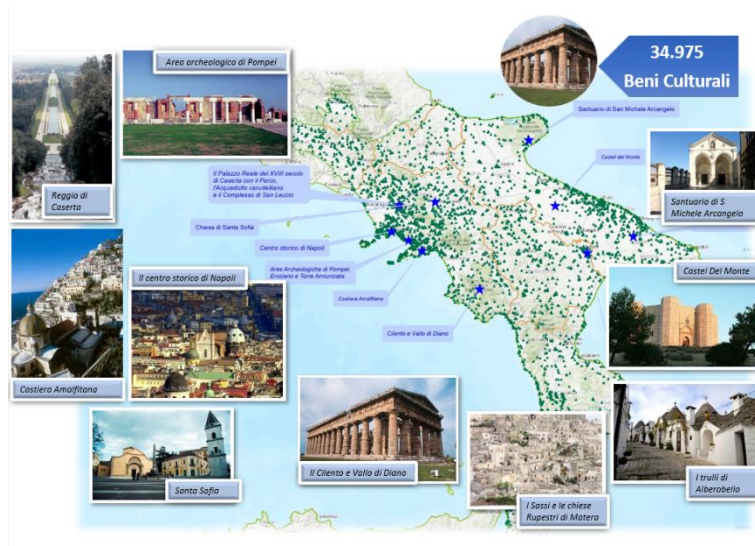 34.975
Beni Culturali
Area archeologica di Pompei
Santuario di San Michele Arcangelo
Il Palazzo Reale del XVIII secolo
di Caserta con il Parco,
l'Acquedotto vanvitelliano
e il Complesso di San Leucio
Castel del Monte
Reggia di
Caserta
Santuario di S
Michele Arcangelo
Chiesa di Santa Sofia
Centro storico di Napoli
Aree Archeologiche di Pompei,
Ercolano e Torre Annunziata
Castel Del Monte
Il centro storico di Napoli
Costiera Amalfitana
Cilento e Vallo di Diano
Costiera Amalfitana
Il Cilento e Vallo di Diano
I trulli di
Alberobello
Santa Sofia
I Sassi e le chiese
Rupestri di Matera